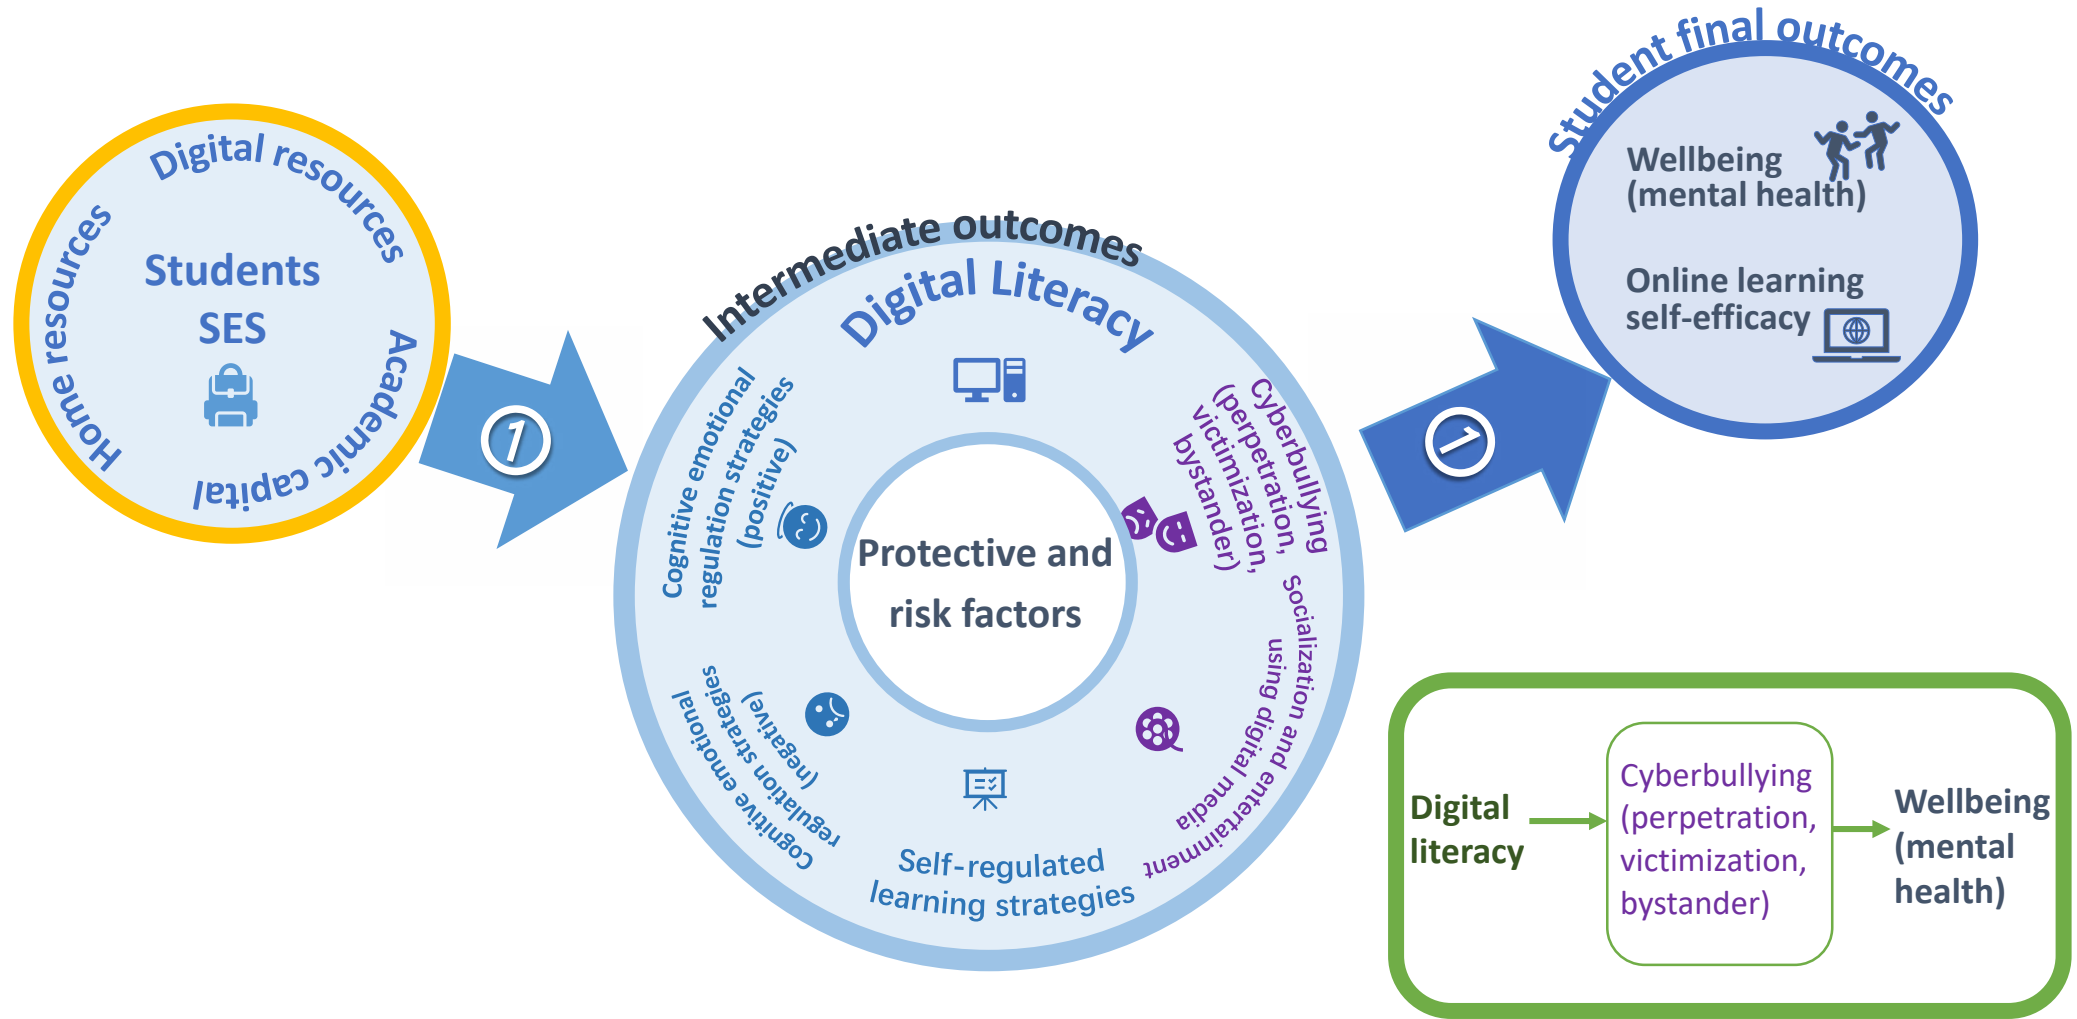 Digital resources
Home resources
Academic capital
Students
SES
1
Intermediate outcomes
Digital Literacy
Cognitive emotional
regulation strategies
(positive)
Cyberbullying
(perpetration,
victimization,
bystander)
Protective and
risk factors
Cognitive emotional
regulation strategies
(negative)
Socialization and entertainment
using digital media
Self-regulated
learning strategies
1
Student final outcomes
Wellbeing
(mental health)
Online learning
self-efficacy
Digital
literacy
Cyberbullying
(perpetration,
victimization,
bystander)
Wellbeing
(mental
health)